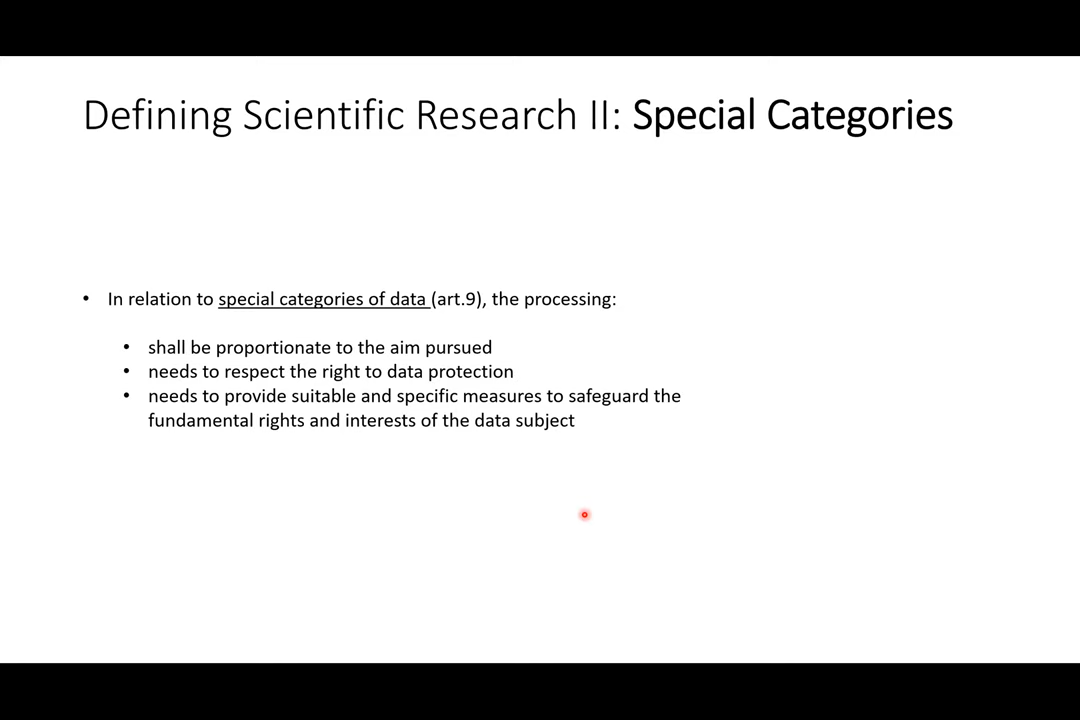 Defining Scientific Research II: Special Categories
• In relation to special categories of data (art.9), the processing:
• shall be proportionate to the aim pursued
• needs to respect the right to data protection
• needs to provide suitable and specific measures to safeguard the
fundamental rights and interests of the data subject